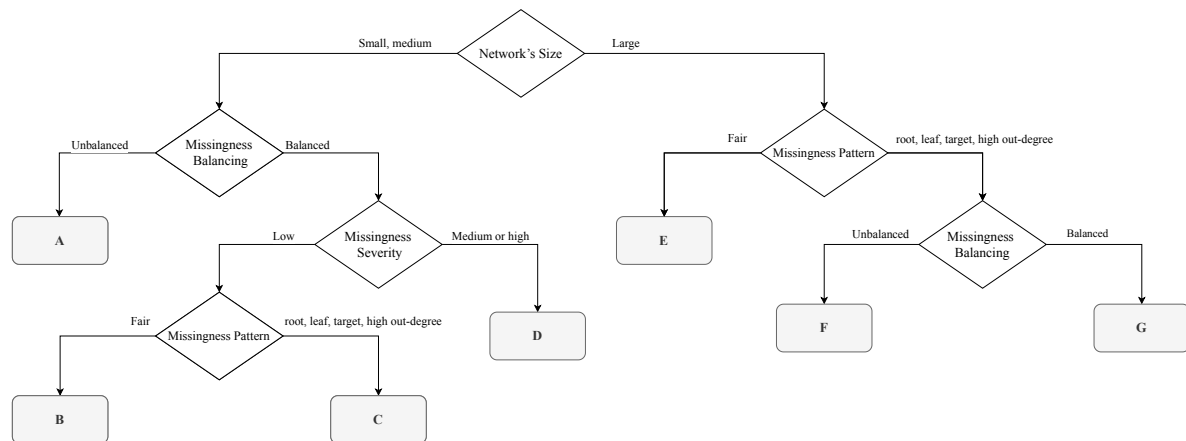 Small, medium
Network's Size
Large
Unbalanced
Missingness
Balancing
Balanced
Fair
Missingness Pattern
root, leaf, target, high out-degree
A
Low
Missingness
Severity
Medium or high
E
Unbalanced
Missingness
Balancing
Balanced
Fair
Missingness Pattern
root, leaf, target, high out-degree
D
F
G
B
C